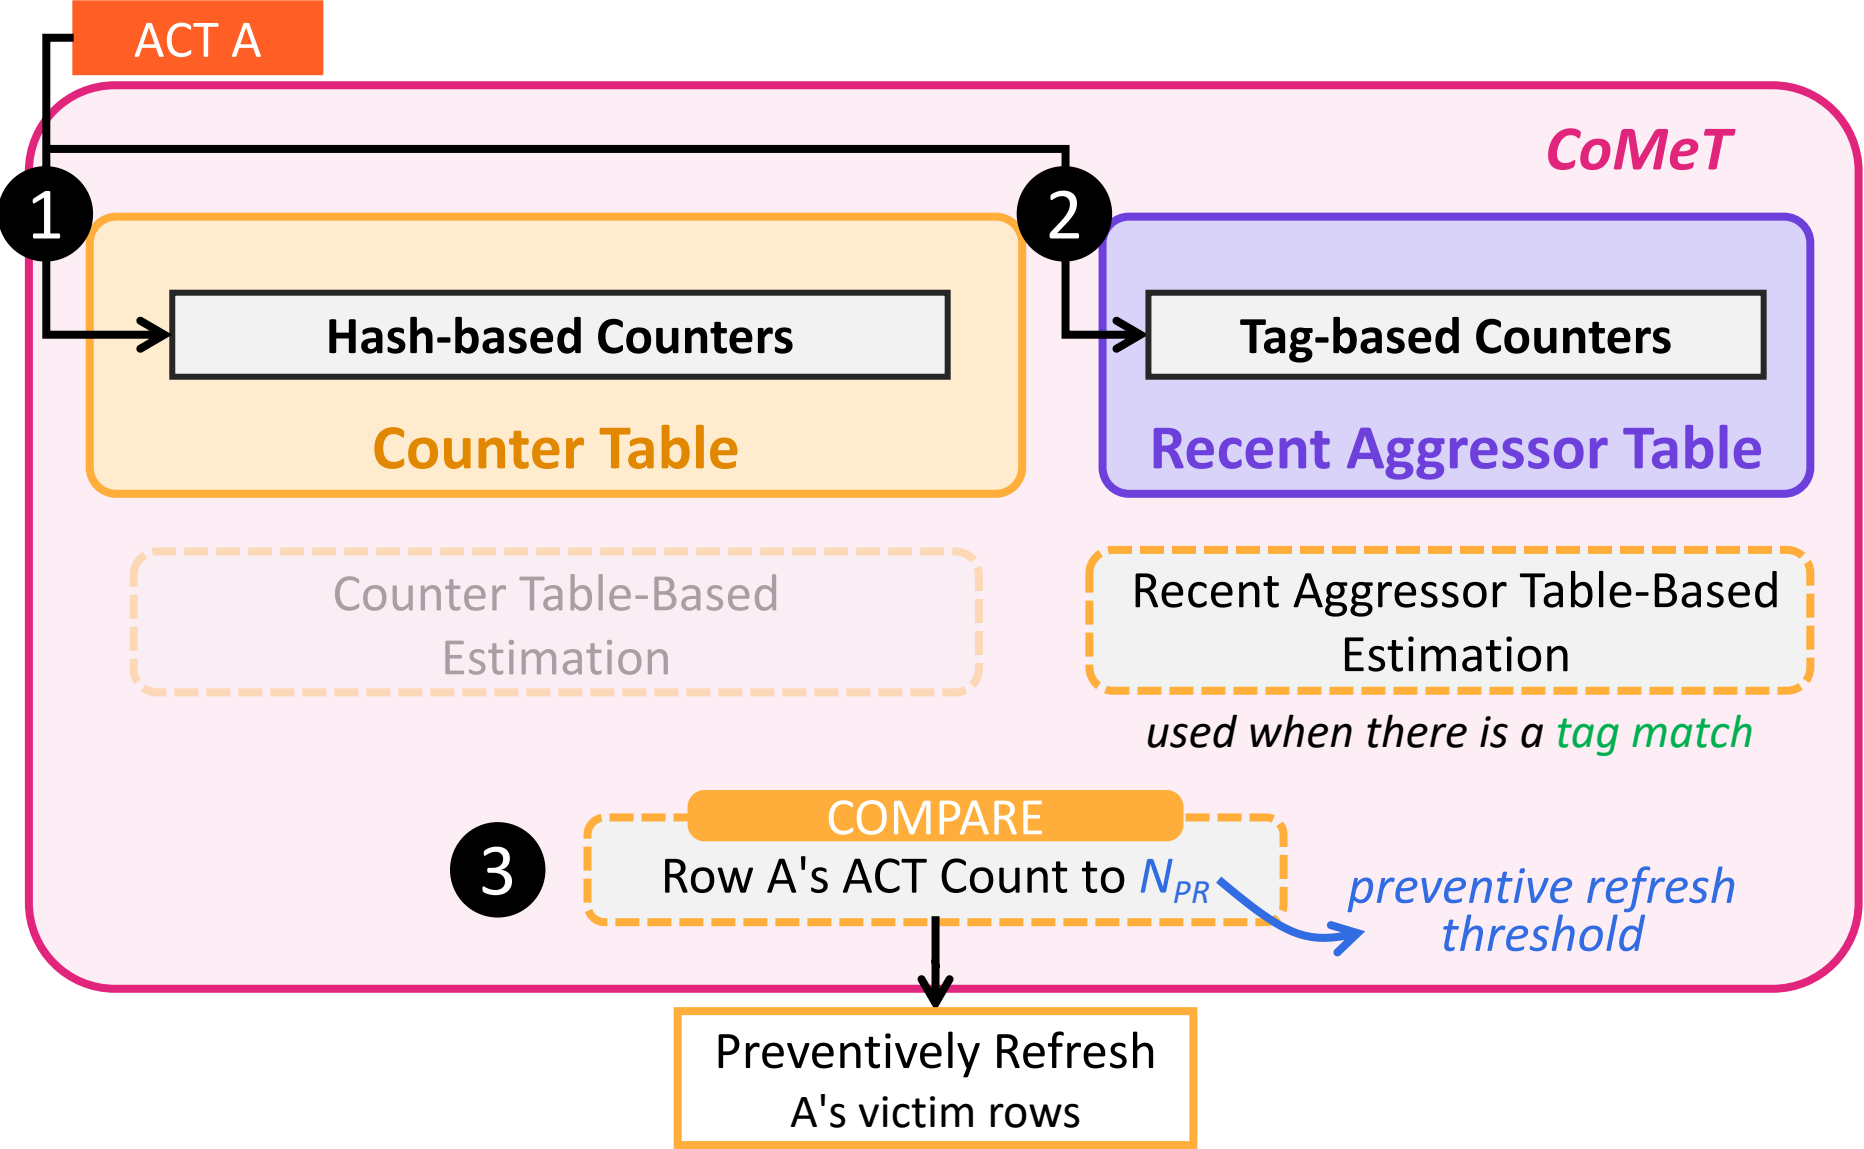 ACT A
CoMeT
1
2
Hash-based Counters
Tag-based Counters
Counter Table
Recent Aggressor Table
Counter Table-Based
Estimation
Recent Aggressor Table-Based
Estimation
used when there is a tag match
COMPARE
3
Row A's ACT Count to N_PR
preventive refresh
threshold
Preventively Refresh
A's victim rows